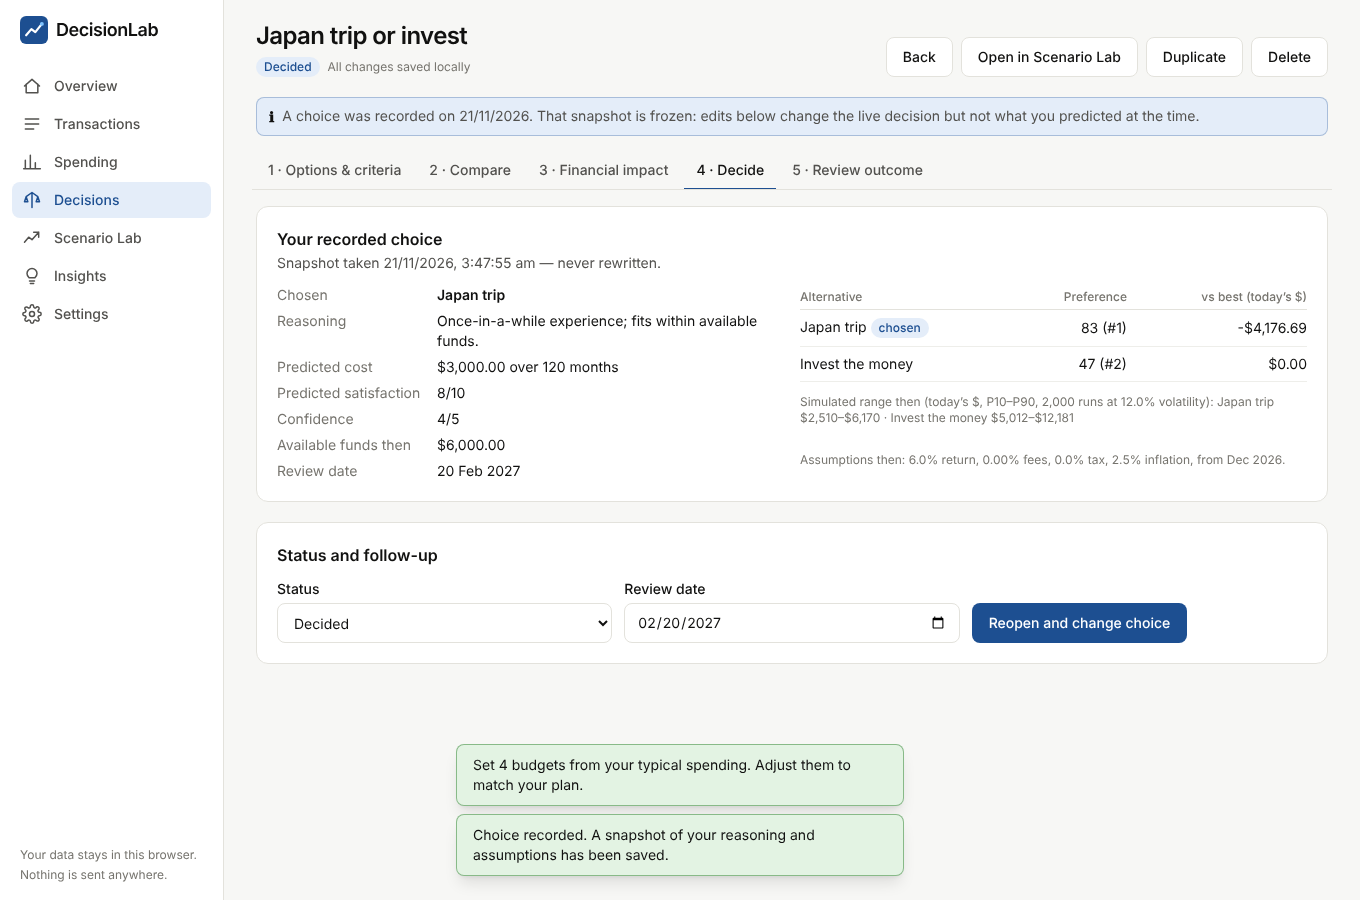 DecisionLab
Overview
Transactions
Spending
Decisions
Scenario Lab
Insights
Settings
Your data stays in this browser.
Nothing is sent anywhere.
Japan trip or invest
Decided All changes saved locally
Back Open in Scenario Lab Duplicate Delete
A choice was recorded on 21/11/2026. That snapshot is frozen: edits below change the live decision but not what you predicted at the time.
1 · Options & criteria 2 · Compare 3 · Financial impact 4 · Decide 5 · Review outcome
Your recorded choice
Snapshot taken 21/11/2026, 3:47:55 am — never rewritten.
Chosen Japan trip
Reasoning Once-in-a-while experience; fits within available
funds.
Predicted cost $3,000.00 over 120 months
Predicted satisfaction 8/10
Confidence 4/5
Available funds then $6,000.00
Review date 20 Feb 2027
Alternative Preference vs best (today’s $)
Japan trip chosen 83 (#1) -$4,176.69
Invest the money 47 (#2) $0.00
Simulated range then (today’s $, P10–P90, 2,000 runs at 12.0% volatility): Japan trip
$2,510–$6,170 · Invest the money $5,012–$12,181
Assumptions then: 6.0% return, 0.00% fees, 0.0% tax, 2.5% inflation, from Dec 2026.
Status and follow-up
Status Review date
Decided 02/20/2027 Reopen and change choice
Set 4 budgets from your typical spending. Adjust them to
match your plan.
Choice recorded. A snapshot of your reasoning and
assumptions has been saved.